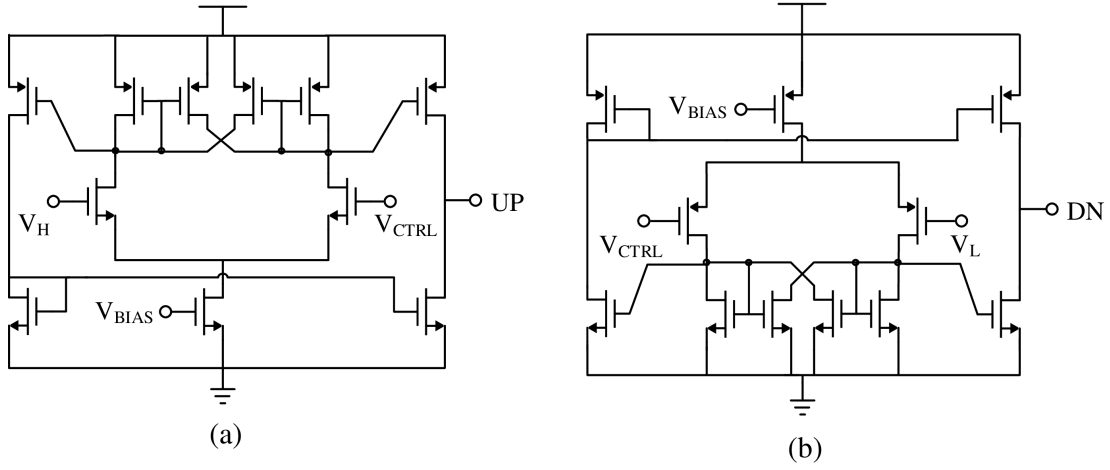 V_H
V_CTRL
UP
V_BIAS
(a)
V_BIAS
V_CTRL
V_L
DN
(b)